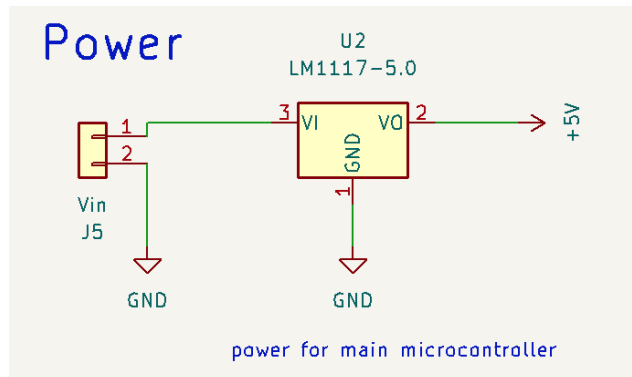 Power
U2
LM1117-5.0
1
2
3
VI
VO
2
GND
1
+5V
Vin
J5
GND
GND
power for main microcontroller